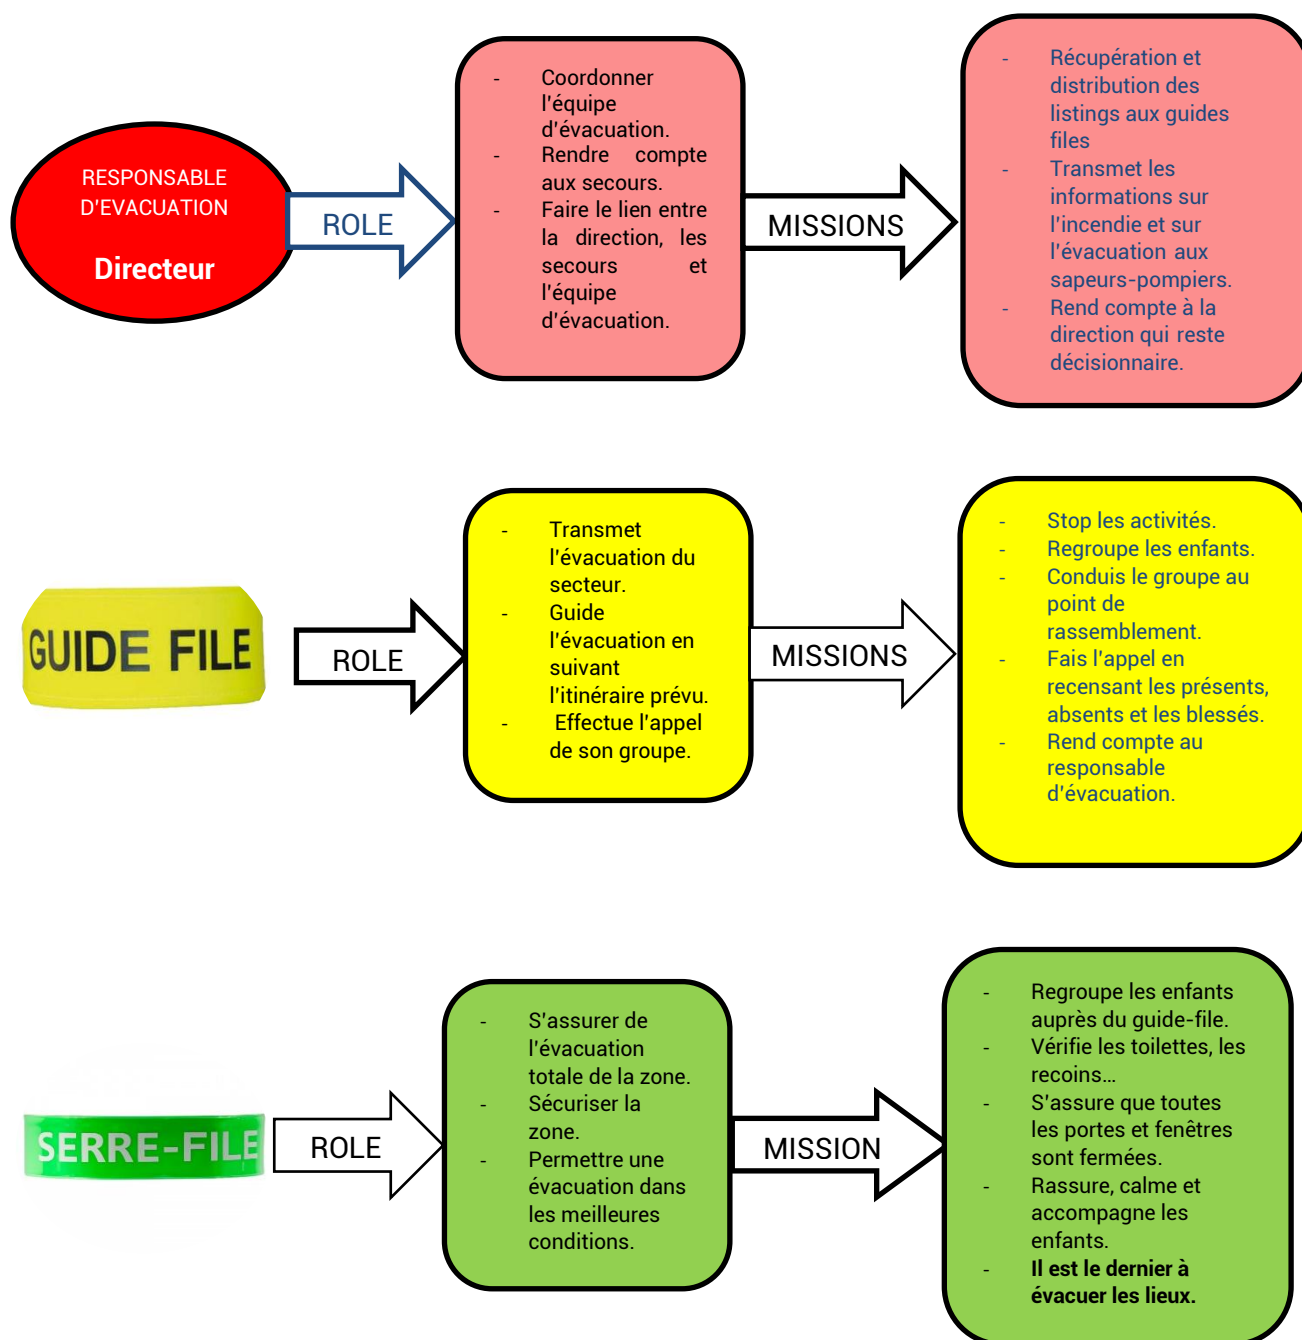 RESPONSABLE
D'EVACUATION
Directeur
ROLE
- Coordonner
l'équipe
d'évacuation.
- Rendre compte
aux secours.
- Faire le lien entre
la direction, les
secours et
l'équipe
d'évacuation.
MISSIONS
- Récupération et
distribution des
listings aux guides
files
- Transmet les
informations sur
l'incendie et sur
l'évacuation aux
sapeurs-pompiers.
- Rend compte à la
direction qui reste
décisionnaire.
GUIDE FILE
ROLE
- Transmet
l'évacuation du
secteur.
- Guide
l'évacuation en
suivant
l'itinéraire prévu.
- Effectue l'appel
de son groupe.
MISSIONS
- Stop les activités.
- Regroupe les enfants.
- Conduis le groupe au
point de
rassemblement.
- Fais l'appel en
recensant les présents,
absents et les blessés.
- Rend compte au
responsable
d'évacuation.
SERRE-FILE
ROLE
- S'assurer de
l'évacuation
totale de la zone.
- Sécuriser la
zone.
- Permettre une
évacuation dans
les meilleures
conditions.
MISSION
- Regroupe les enfants
auprès du guide-file.
- Vérifie les toilettes, les
recoins…
- S'assure que toutes
les portes et fenêtres
sont fermées.
- Rassure, calme et
accompagne les
enfants.
- Il est le dernier à
évacuer les lieux.